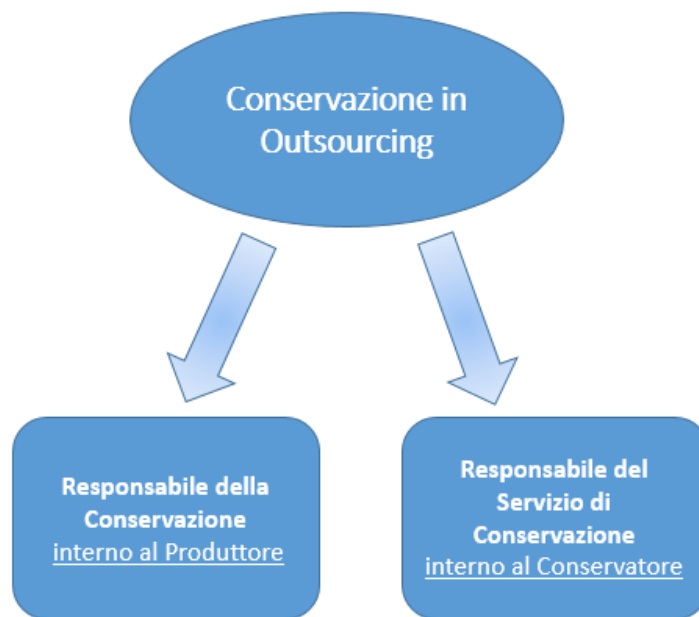 Conservazione in
Outsourcing
Responsabile della
Conservazione
interno al Produttore
Responsabile del
Servizio di
Conservazione
interno al Conservatore